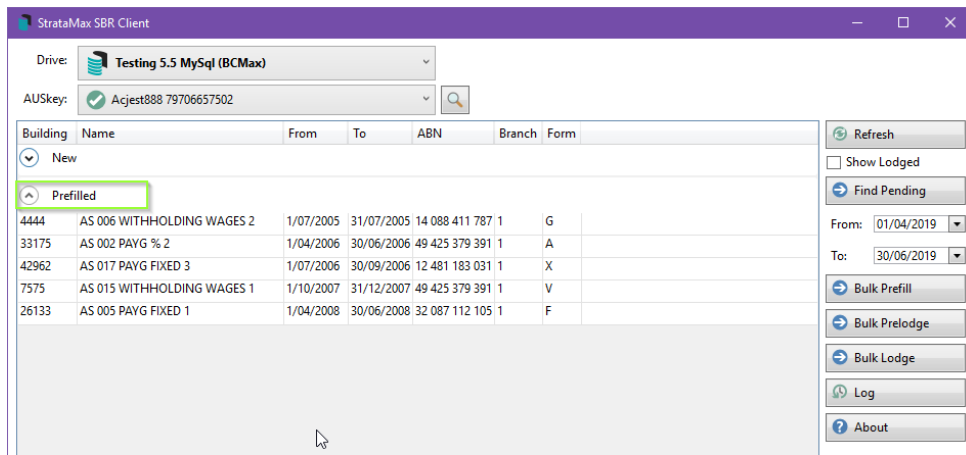 StrataMax SBR Client
Drive: Testing 5.5 MySql (BCMax)
AUSkey: Acjest888 79706657502
Building Name From To ABN Branch Form
New
Prefilled
4444 AS 006 WITHHOLDING WAGES 2 1/07/2005 31/07/2005 14 088 411 787 1 G
33175 AS 002 PAYG % 2 1/04/2006 30/06/2006 49 425 379 391 1 A
42962 AS 017 PAYG FIXED 3 1/07/2006 30/09/2006 12 481 183 031 1 X
7575 AS 015 WITHHOLDING WAGES 1 1/10/2007 31/12/2007 49 425 379 391 1 V
26133 AS 005 PAYG FIXED 1 1/04/2008 30/06/2008 32 087 112 105 1 F
Refresh
Show Lodged
Find Pending
From: 01/04/2019
To: 30/06/2019
Bulk Prefill
Bulk Prelodge
Bulk Lodge
Log
About